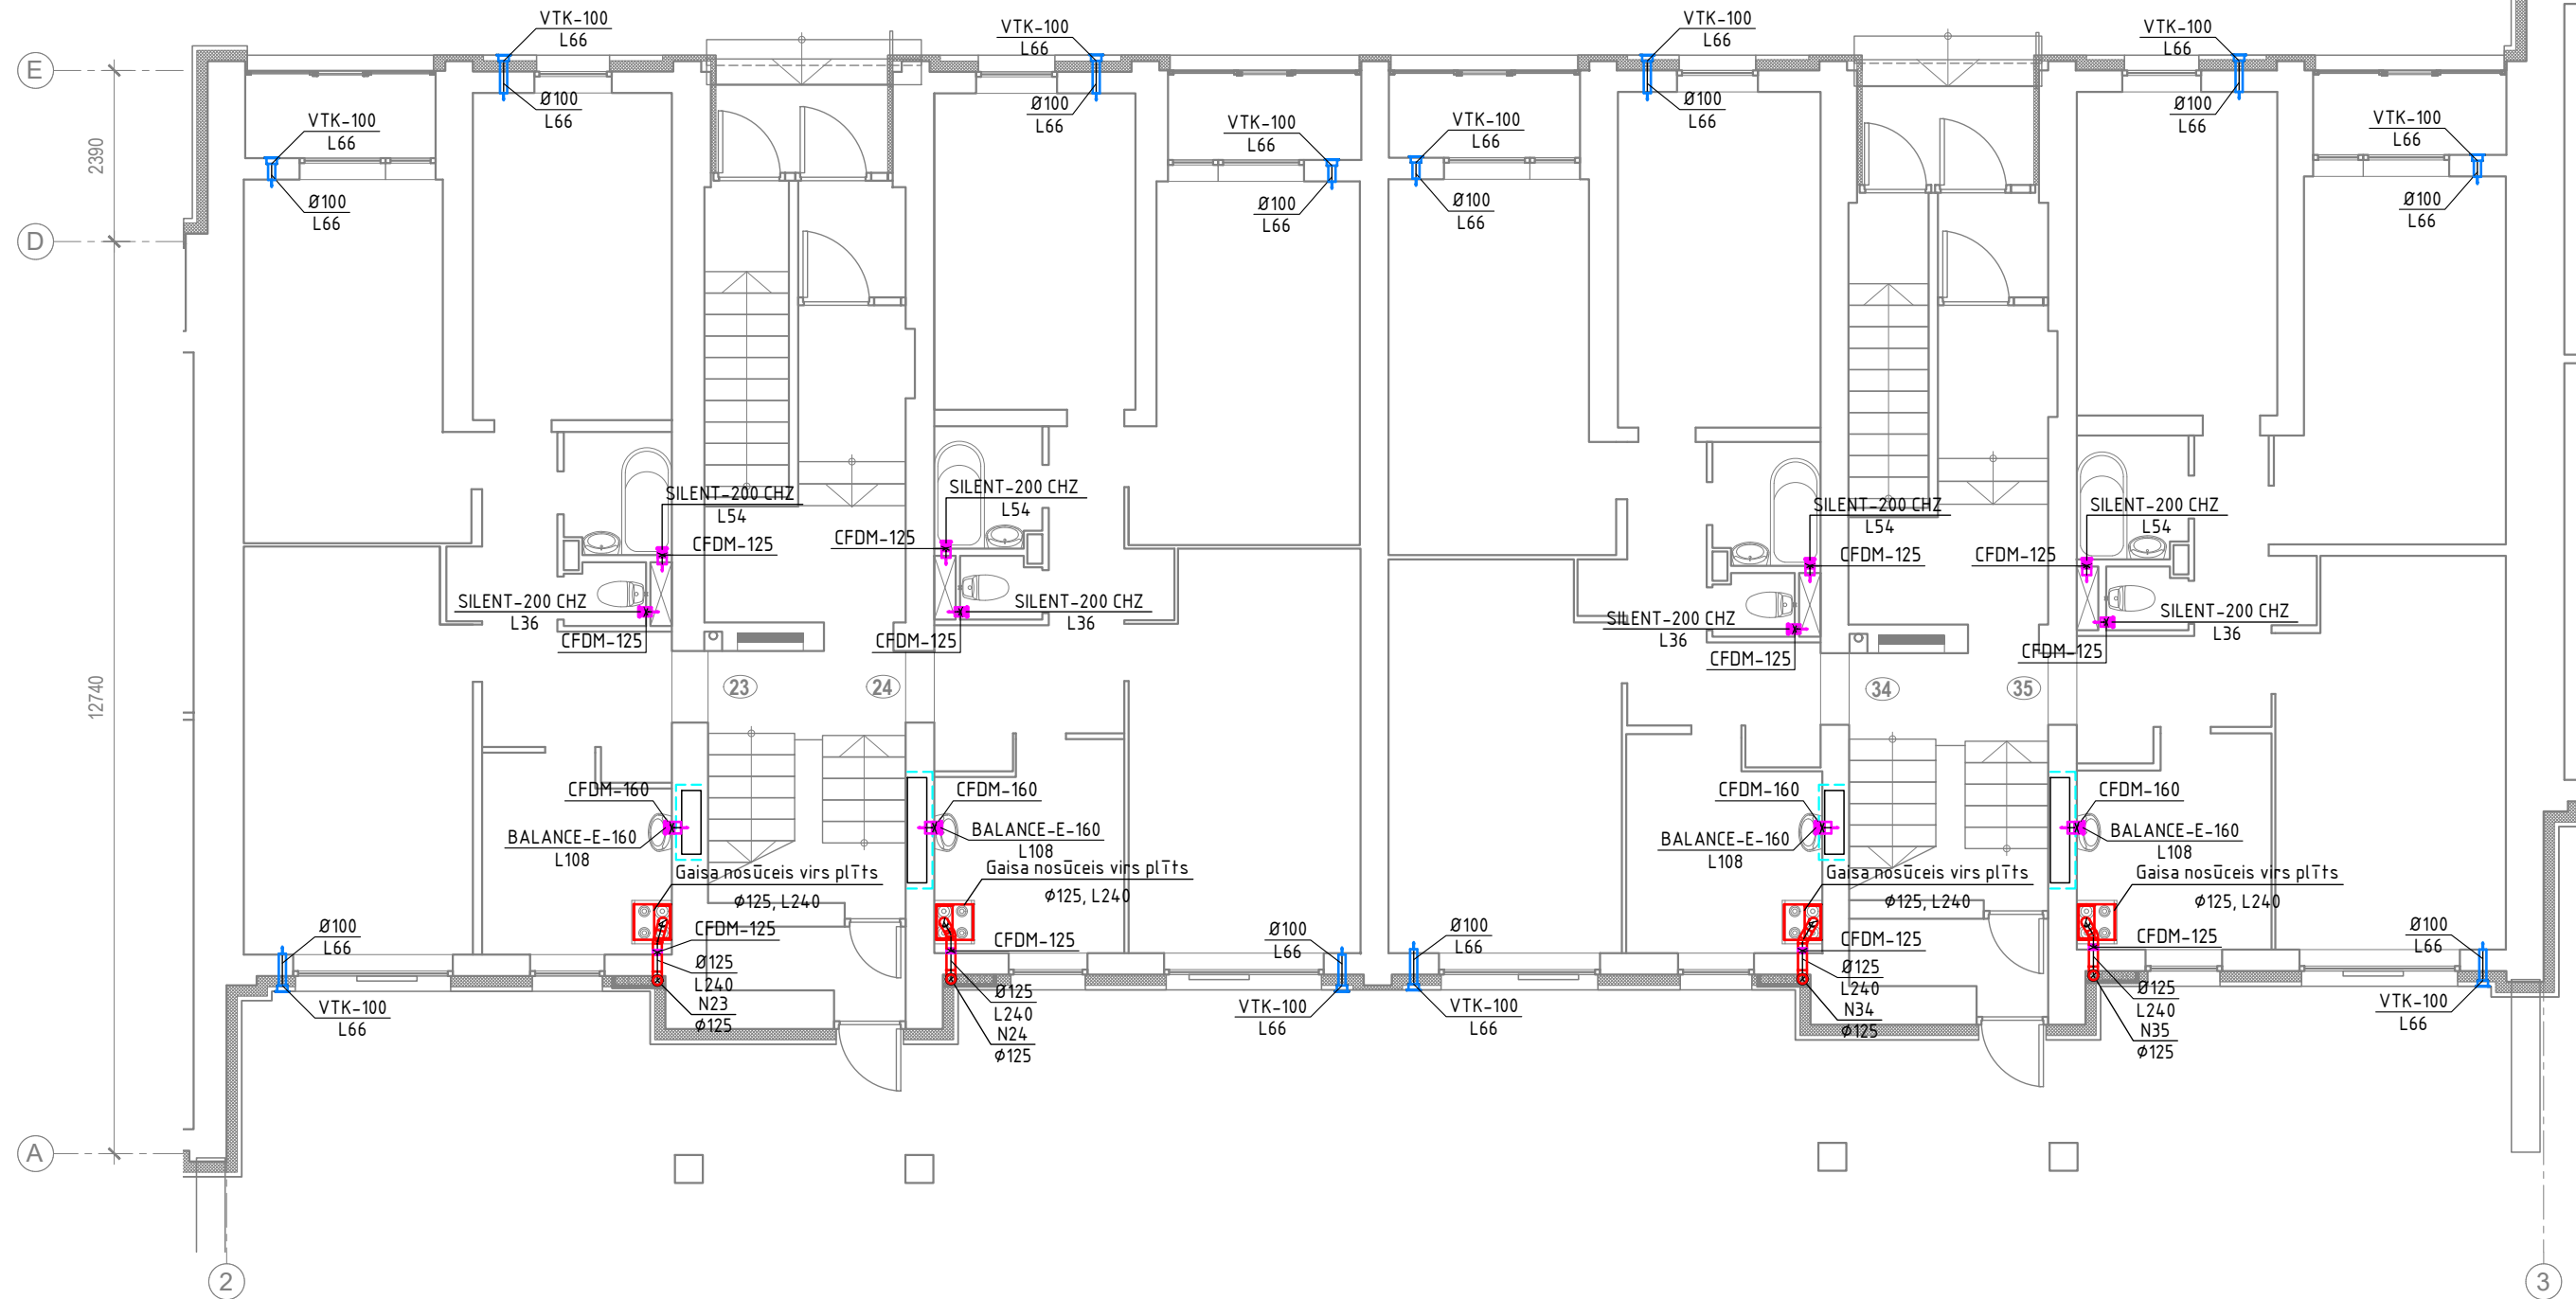 VTK-100
L66
VTK-100
L66
VTK-100
L66
VTK-100
L66
E
Ø100
L66
Ø100
L66
Ø100
L66
Ø100
L66
VTK-100
L66
VTK-100
L66
VTK-100
L66
VTK-100
L66
2390
Ø100
L66
Ø100
L66
Ø100
L66
Ø100
L66
D
SILENT-200 CHZ
L54
SILENT-200 CHZ
L54
SILENT-200 CHZ
L54
SILENT-200 CHZ
L54
CFDM-125
CFDM-125
CFDM-125
CFDM-125
SILENT-200 CHZ
L36
SILENT-200 CHZ
L36
SILENT-200 CHZ
L36
SILENT-200 CHZ
L36
CFDM-125
CFDM-125
CFDM-125
CFDM-125
12740
23
24
34
35
CFDM-160
CFDM-160
CFDM-160
CFDM-160
BALANCE-E-160
L108
BALANCE-E-160
L108
BALANCE-E-160
L108
BALANCE-E-160
L108
Gaisa nosūceis virs plīts
ø125, L240
Gaisa nosūceis virs plīts
ø125, L240
Gaisa nosūceis virs plīts
ø125, L240
Gaisa nosūceis virs plīts
ø125, L240
CFDM-125
CFDM-125
CFDM-125
CFDM-125
Ø100
L66
Ø100
L66
Ø100
L66
Ø100
L66
Ø125
L240
Ø125
L240
Ø125
L240
Ø125
L240
VTK-100
L66
VTK-100
L66
VTK-100
L66
VTK-100
L66
N23
ø125
N24
ø125
N34
ø125
N35
ø125
A
2
3